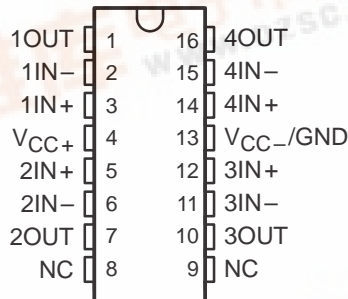 1OUT 1 16 4OUT
1IN− 2 15 4IN−
1IN+ 3 14 4IN+
VCC+ 4 13 VCC−/GND
2IN+ 5 12 3IN+
2IN− 6 11 3IN−
2OUT 7 10 3OUT
NC 8 9 NC